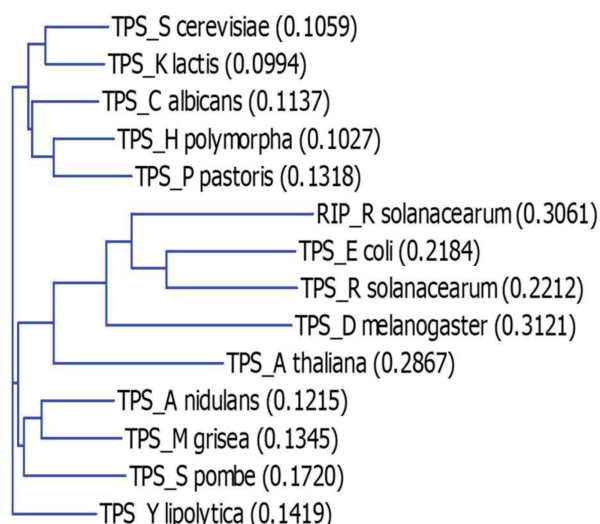 TPS_S cerevisiae (0.1059)
TPS_K lactis (0.0994)
TPS_C albicans (0.1137)
TPS_H polymorpha (0.1027)
TPS_P pastoris (0.1318)
RIP_R solanacearum (0.3061)
TPS_E coli (0.2184)
TPS_R solanacearum (0.2212)
TPS_D melanogaster (0.3121)
TPS_A thaliana (0.2867)
TPS_A nidulans (0.1215)
TPS_M grisea (0.1345)
TPS_S pombe (0.1720)
TPS_Y lipolytica (0.1419)